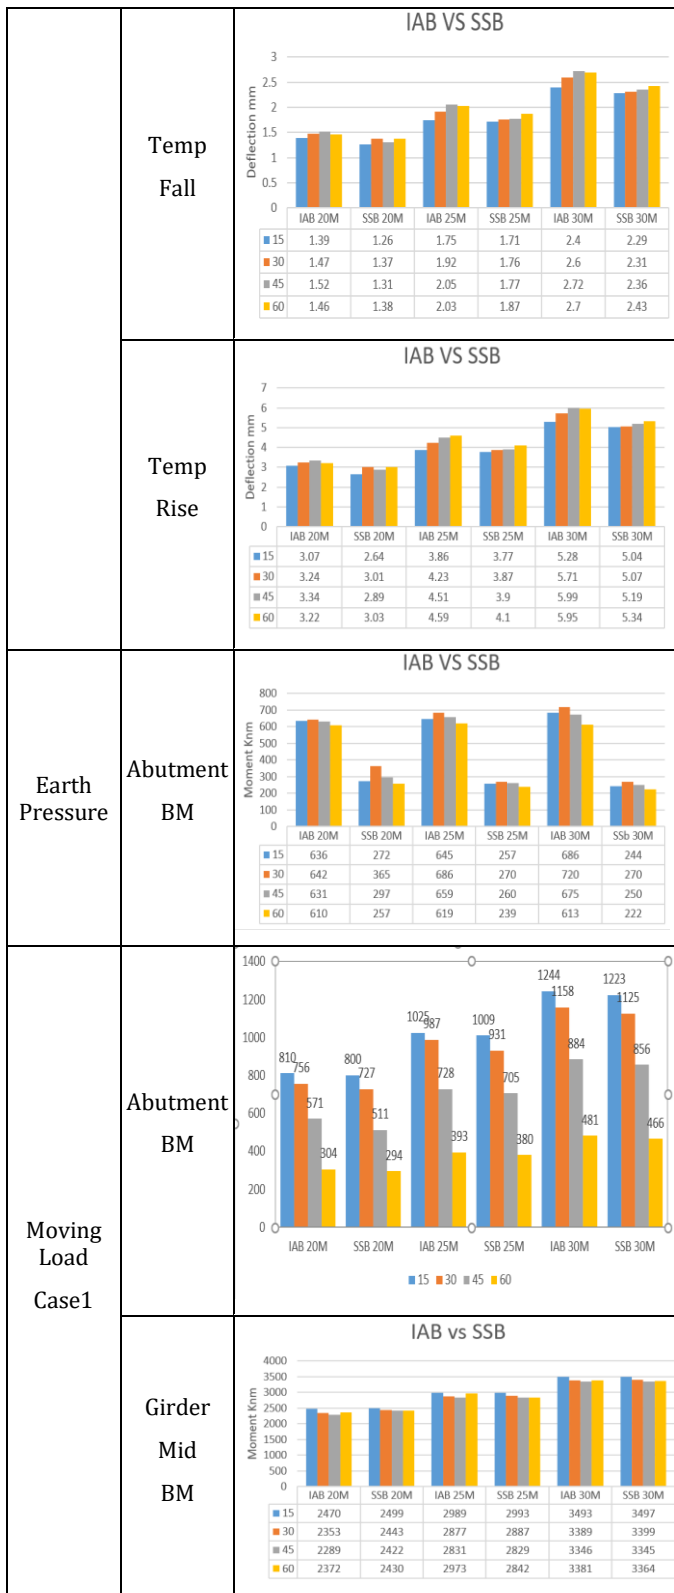 IAB VS SSB
Temp
Fall
Deflection mm
3
2.5
2
1.5
1
0.5
0
IAB 20M SSB 20M IAB 25M SSB 25M IAB 30M SSB 30M
15 1.39 1.26 1.75 1.71 2.4 2.29
30 1.47 1.37 1.92 1.76 2.6 2.31
45 1.52 1.31 2.05 1.77 2.72 2.36
60 1.46 1.38 2.03 1.87 2.7 2.43
IAB VS SSB
Temp
Rise
Deflection mm
7
6
5
4
3
2
1
0
IAB 20M SSB 20M IAB 25M SSB 25M IAB 30M SSB 30M
15 3.07 2.64 3.86 3.77 5.28 5.04
30 3.24 3.01 4.23 3.87 5.71 5.07
45 3.34 2.89 4.51 3.9 5.99 5.19
60 3.22 3.03 4.59 4.1 5.95 5.34
Earth
Pressure
Abutment
BM
IAB VS SSB
Moment Knm
800
700
600
500
400
300
200
100
0
IAB 20M SSB 20M IAB 25M SSB 25M IAB 30M SSb 30M
15 636 272 645 257 686 244
30 642 365 686 270 720 270
45 631 297 659 260 675 250
60 610 257 619 239 613 222
Moving
Load
Case1
Abutment
BM
1400
1200
1000
800
600
400
200
0
810 756 571 304
800 727 511 294
1025 987 728 393
1009 931 705 380
1244 1158 884 481
1223 1125 856 466
IAB 20M SSB 20M IAB 25M SSB 25M IAB 30M SSB 30M
15 30 45 60
Girder
Mid
BM
IAB vs SSB
Moment Knm
4000
3500
3000
2500
2000
1500
1000
500
0
IAB 20M SSB 20M IAB 25M SSB 25M IAB 30M SSB 30M
15 2470 2499 2989 2993 3493 3497
30 2353 2443 2877 2887 3389 3399
45 2289 2422 2831 2829 3346 3345
60 2372 2430 2973 2842 3381 3364